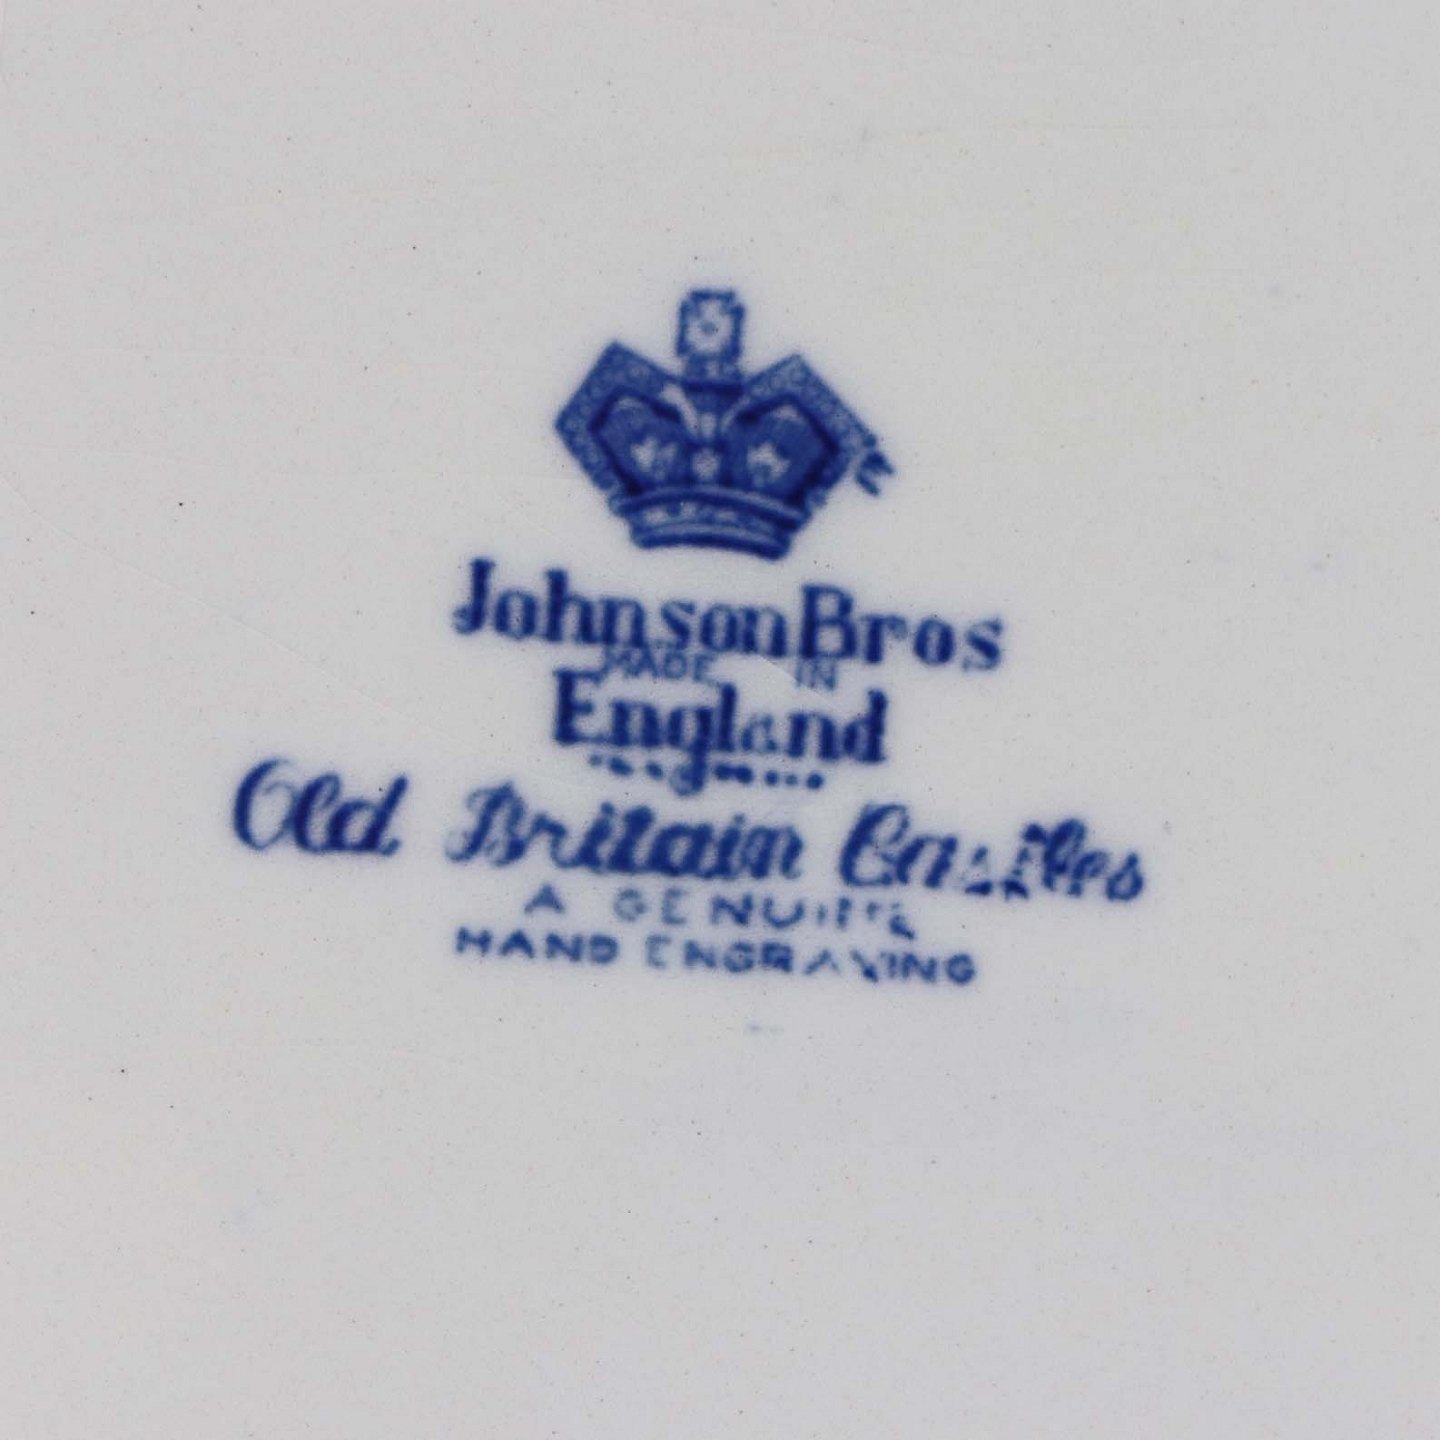 Johnson Bros
MADE IN
England
Old Britain Castles
A GENUINE
HAND ENGRAVING